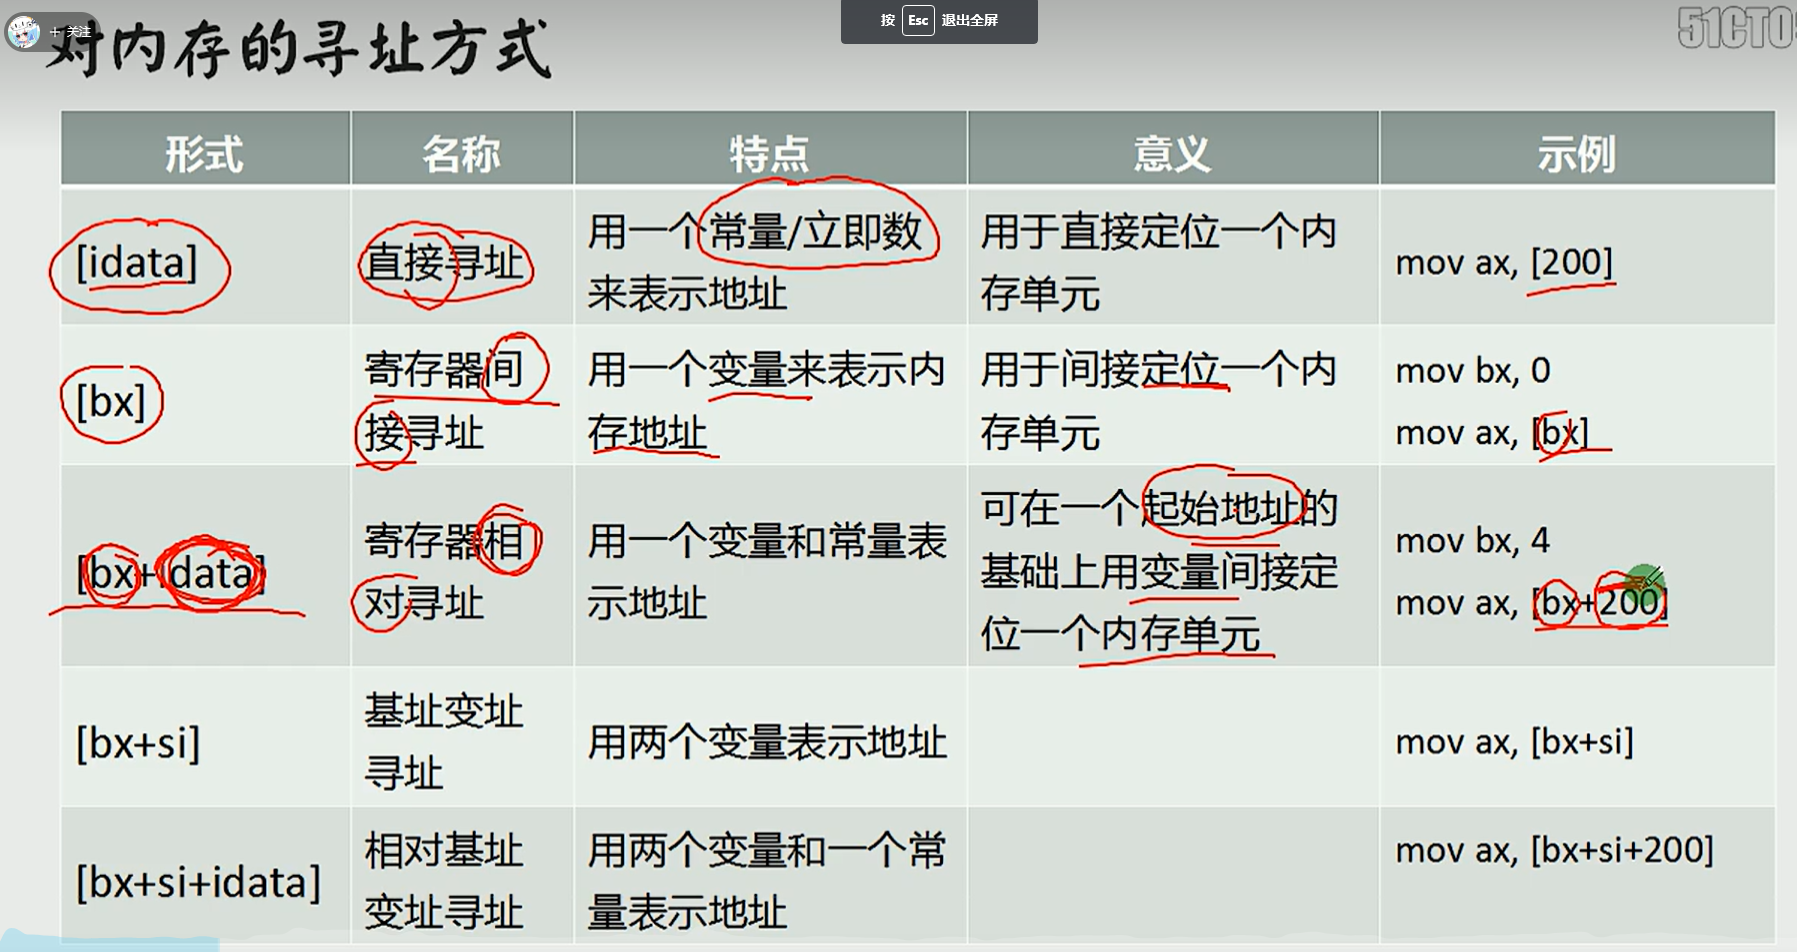 + 关注
按 Esc 退出全屏
51CTO
对内存的寻址方式
形式 名称 特点 意义 示例
[idata]
直接寻址
用一个常量/立即数
来表示地址
用于直接定位一个内
存单元
mov ax, [200]
[bx]
寄存器间
接寻址
用一个变量来表示内
存地址
用于间接定位一个内
存单元
mov bx, 0
mov ax, [bx]
[bx+idata]
寄存器相
对寻址
用一个变量和常量表
示地址
可在一个起始地址的
基础上用变量间接定
位一个内存单元
mov bx, 4
mov ax, [bx+200]
[bx+si]
基址变址
寻址
用两个变量表示地址
mov ax, [bx+si]
[bx+si+idata]
相对基址
变址寻址
用两个变量和一个常
量表示地址
mov ax, [bx+si+200]